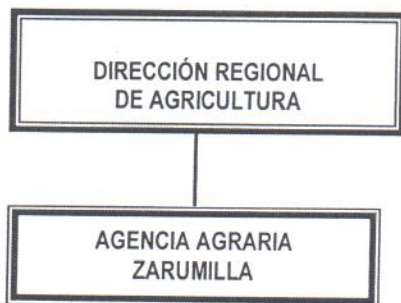 DIRECCIÓN REGIONAL
DE AGRICULTURA
AGENCIA AGRARIA
ZARUMILLA